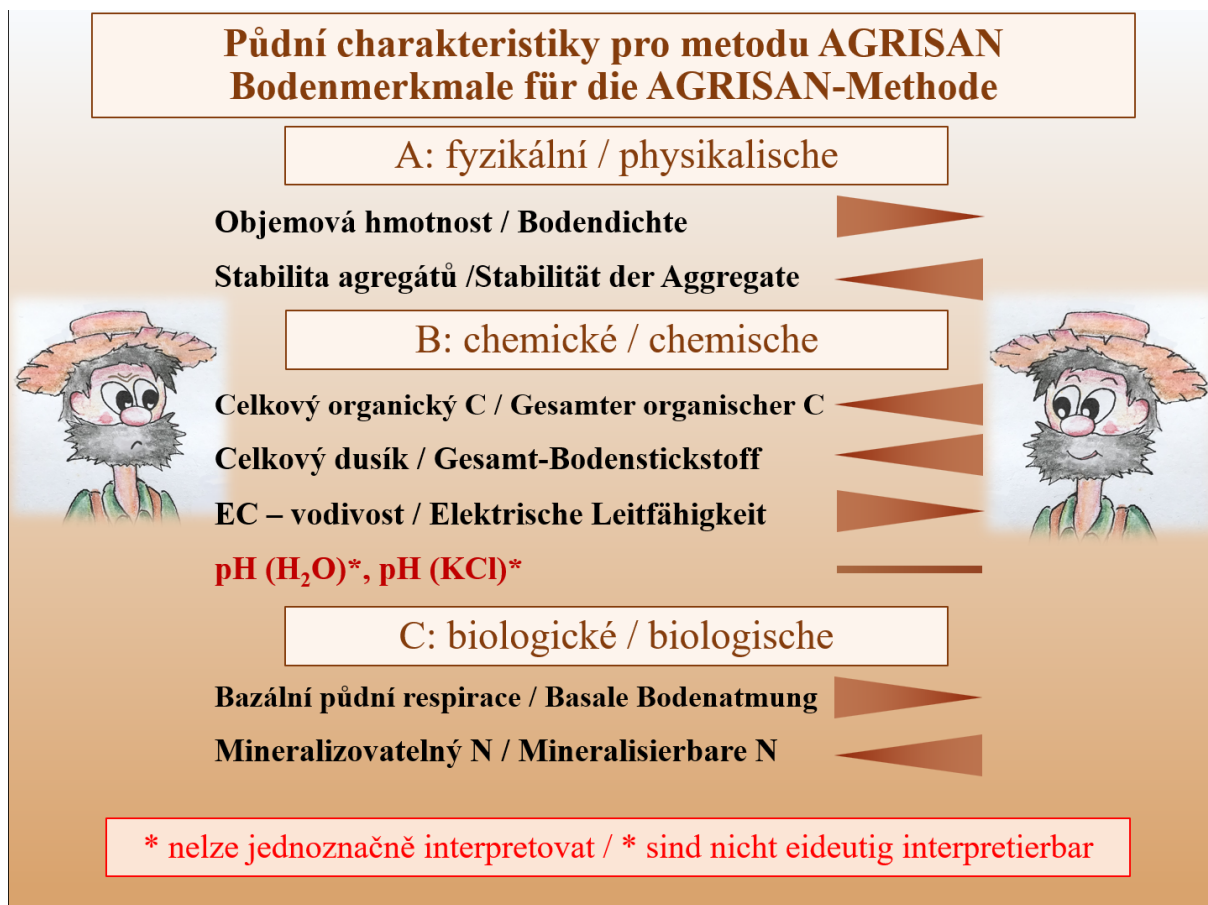 Půdní charakteristiky pro metodu AGRISAN
Bodenmerkmale für die AGRISAN-Methode
A: fyzikální / physikalische
Objemová hmotnost / Bodendichte
Stabilita agregátů /Stabilität der Aggregate
B: chemické / chemische
Celkový organický C / Gesamter organischer C
Celkový dusík / Gesamt-Bodenstickstoff
EC – vodivost / Elektrische Leitfähigkeit
pH (H₂O)*, pH (KCl)*
C: biologické / biologische
Bazální půdní respirace / Basale Bodenatmung
Mineralizovatelný N / Mineralisierbare N
* nelze jednoznačně interpretovat / * sind nicht eideutig interpretierbar